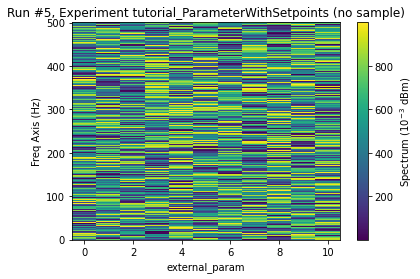 Run #5, Experiment tutorial_ParameterWithSetpoints (no sample)
500
400
300
200
100
0
Freq Axis (Hz)
0 2 4 6 8 10
external_param
800
600
400
200
Spectrum (10⁻³ dBm)